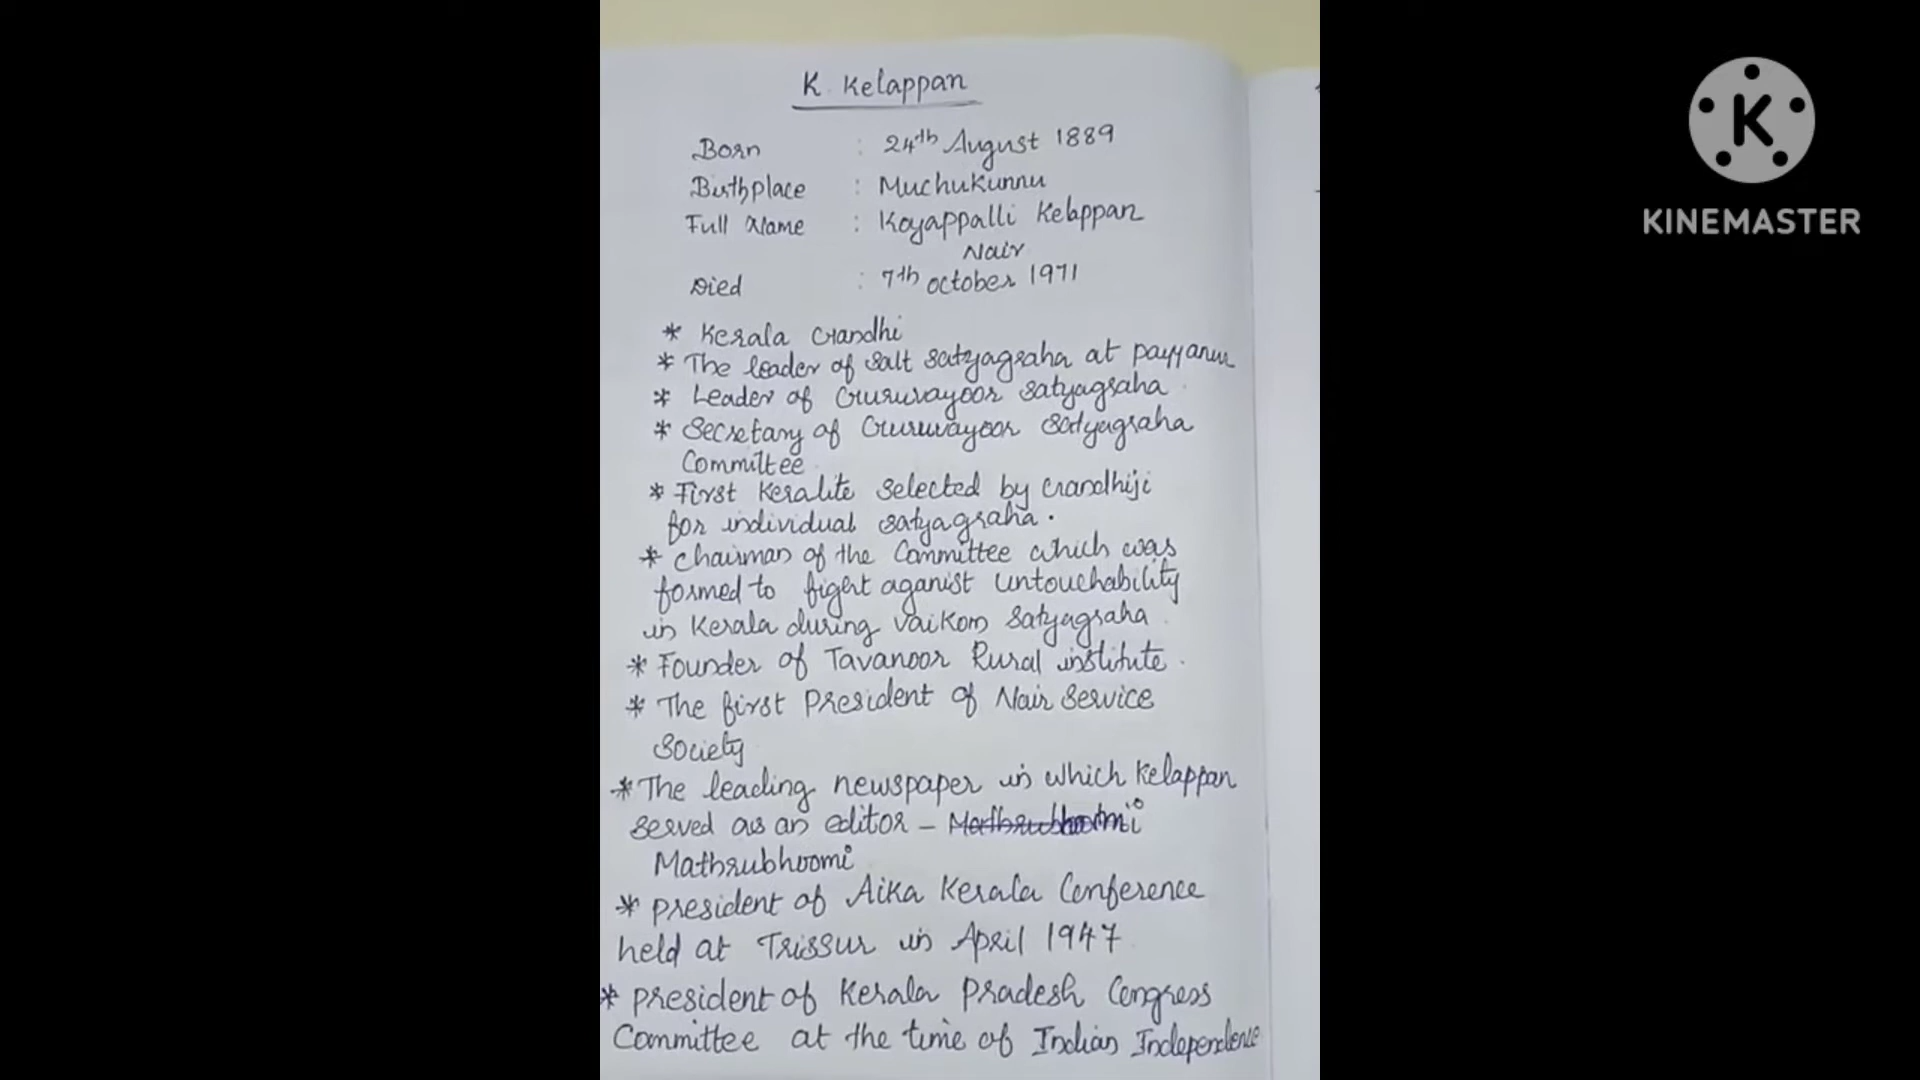 K. Kelappan
Born : 24th August 1889
Birthplace : Muchukunnu
Full Name : Koyappalli Kelappan
Nair
Died : 7th october 1971
* Kerala Gandhi
* The leader of salt satyagraha at payyanur
* Leader of Guruvayoor satyagraha
* Secretary of Guruvayoor satyagraha
Committee
* First Keralite selected by Gandhiji
for individual satyagraha.
* chairman of the Committee which was
formed to fight aganist untouchability
in Kerala during vaikom satyagraha
* Founder of Tavanoor Rural institute.
* The first President of Nair Service
Society
* The leading newspaper in which Kelappan
served as an editor - Mathrubhoomi
Mathrubhoomi
* president of Aika Kerala Conference
held at Trissur in April 1947
* president of Kerala Pradesh Congress
Committee at the time of Indian Independence
K
KINEMASTER